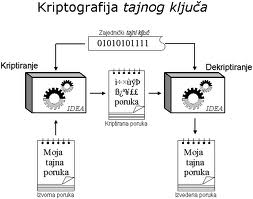 Kriptografija tajnog ključa
Zajednički tajni ključ
01010101111
Kriptiranje
Dekriptiranje
IDEA
poruka
IDEA
Kriptirana poruka
Moja
tajna
poruka
Moja
tajna
poruka
Izvorna poruka
Izvedena poruka